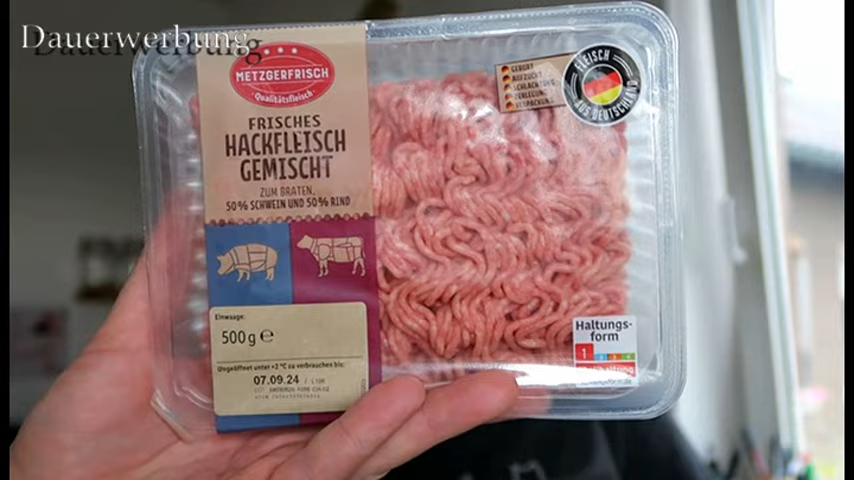 Dauerwerbung
METZGERFRISCH
Qualitätsfleisch
FRISCHES
HACKFLEISCH
GEMISCHT
ZUM BRATEN,
50% SCHWEIN UND 50% RIND
GEBURT
AUFZUCHT
SCHLACHTUNG
ZERLEGUNG
VERPACKUNG
FLEISCH
AUS DEUTSCHLAND
Einwaage:
500g e
Ungeöffnet unter +2 °C zu verbrauchen bis:
07.09.24
Haltungs-
form
1